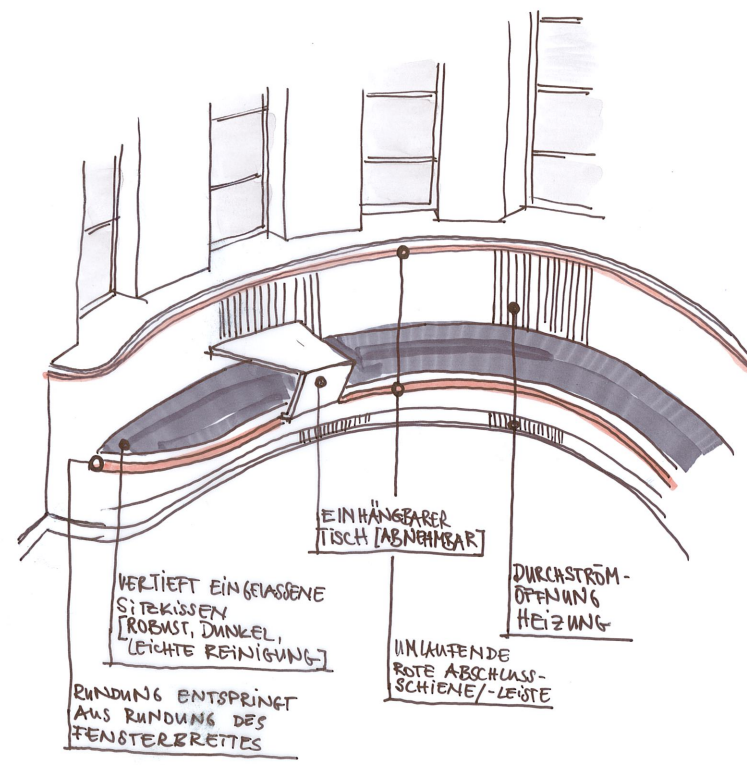 EINHÄNGBARER
TISCH [ABNEHMBAR]
DURCHSTRÖM-
ÖFFNUNG
HEIZUNG
VERTIEFT EINGELASSENE
SITZKISSEN
[ROBUST, DUNKEL,
LEICHTE REINIGUNG]
UMLAUFENDE
ROTE ABSCHLUSS-
SCHIENE/-LEISTE
RUNDUNG ENTSPRINGT
AUS RUNDUNG DES
FENSTERBRETTES